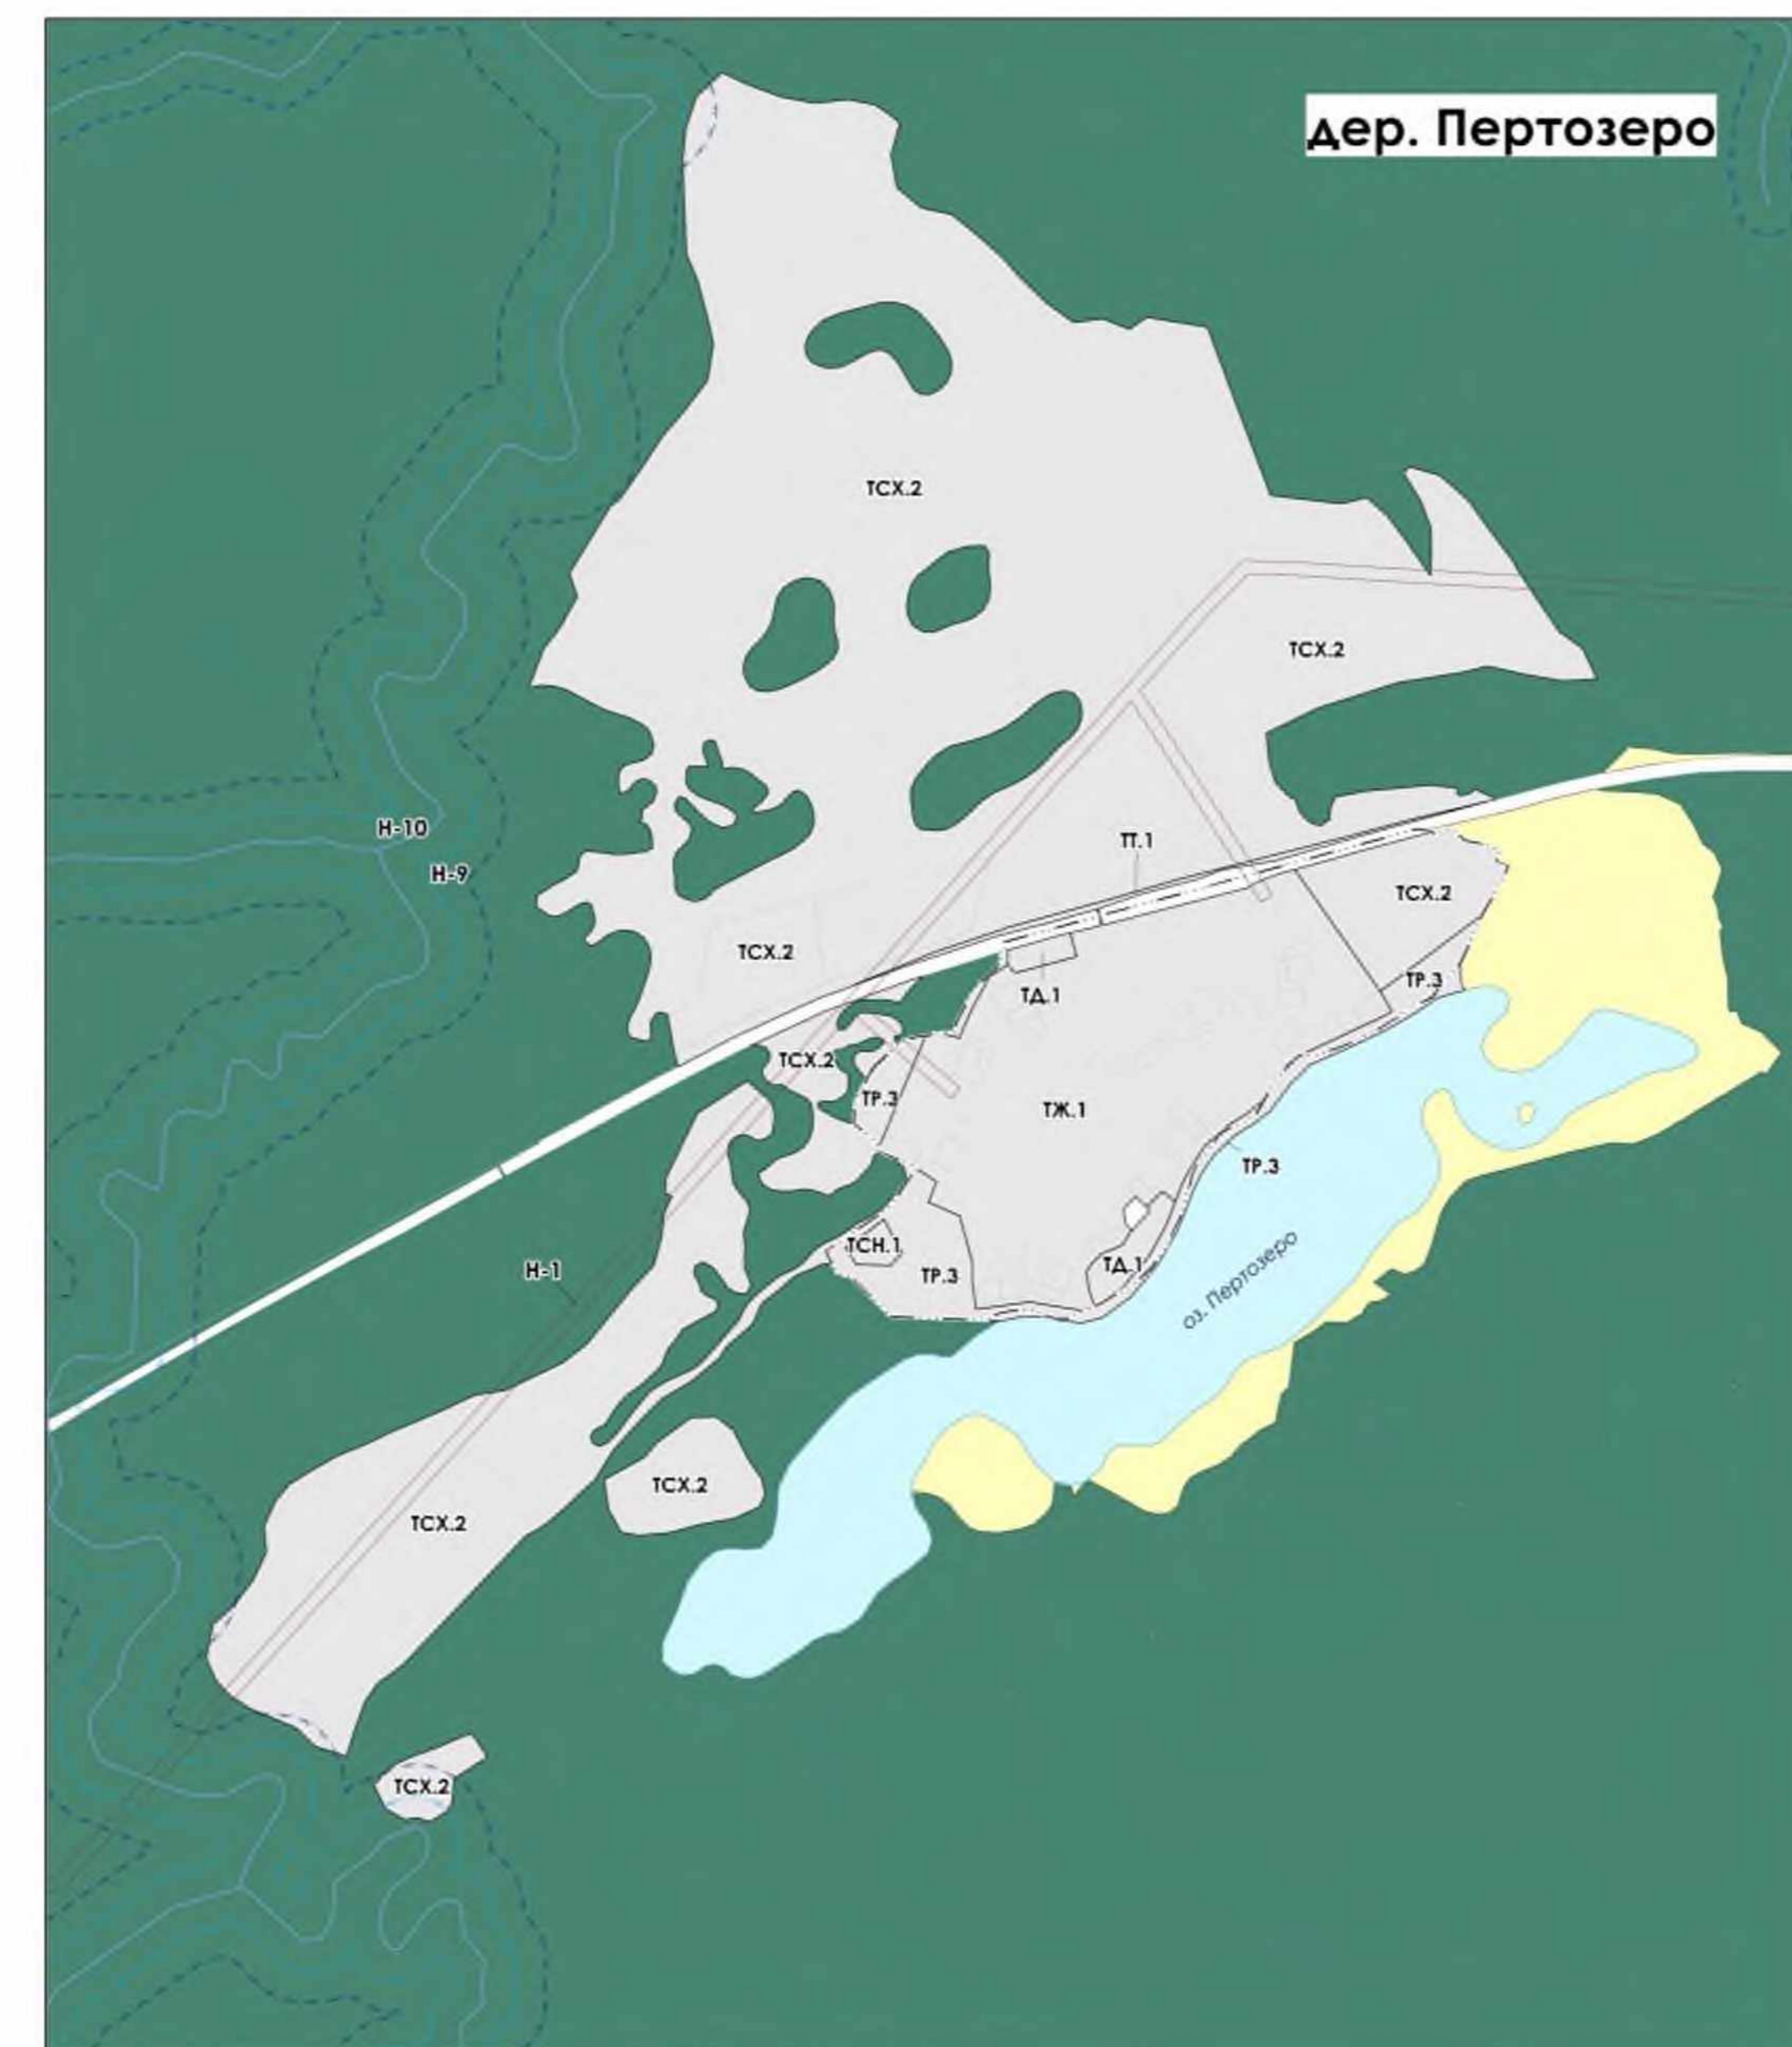 дер. Пертозеро
ТСХ.2
ТСХ.2
Н-10
ТТ.1
Н-9
ТСХ.2
ТСХ.2
ТР.3
ТД.1
ТСХ.2
ТР.3
ТЖ.1
ТР.3
ТСН.1
Н-1
ТР.3
ТД.1
оз. Пертозеро
ТСХ.2
ТСХ.2
ТСХ.2